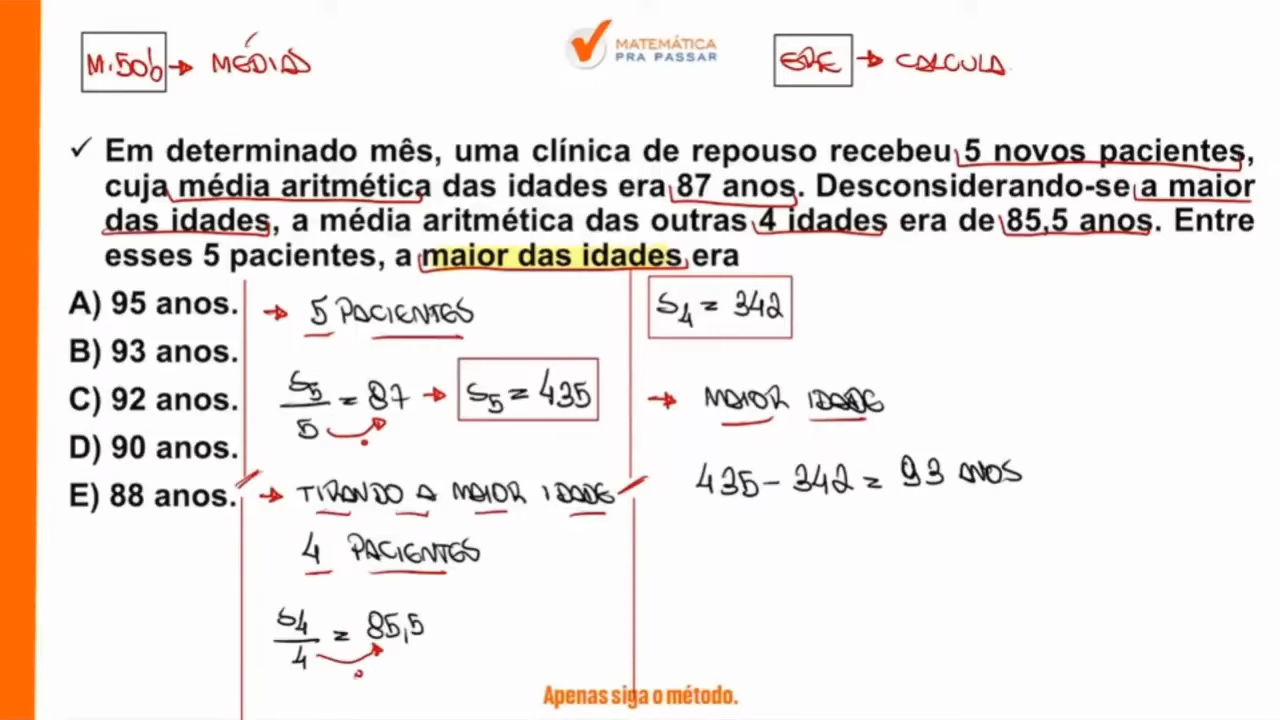 M.50b → MÉDIAS
MATEMÁTICA
PRA PASSAR
→ CALCULA
✓ Em determinado mês, uma clínica de repouso recebeu 5 novos pacientes,
cuja média aritmética das idades era 87 anos. Desconsiderando-se a maior
das idades, a média aritmética das outras 4 idades era de 85,5 anos. Entre
esses 5 pacientes, a maior das idades era
A) 95 anos.
B) 93 anos.
C) 92 anos.
D) 90 anos.
E) 88 anos.
→ 5 PACIENTES
S5/5 = 87 → S5 = 435
→ TIRANDO A MAIOR IDADE
4 PACIENTES
S4/4 = 85,5
S4 = 342
→ MAIOR IDADE
435 - 342 = 93 ANOS
Apenas siga o método.